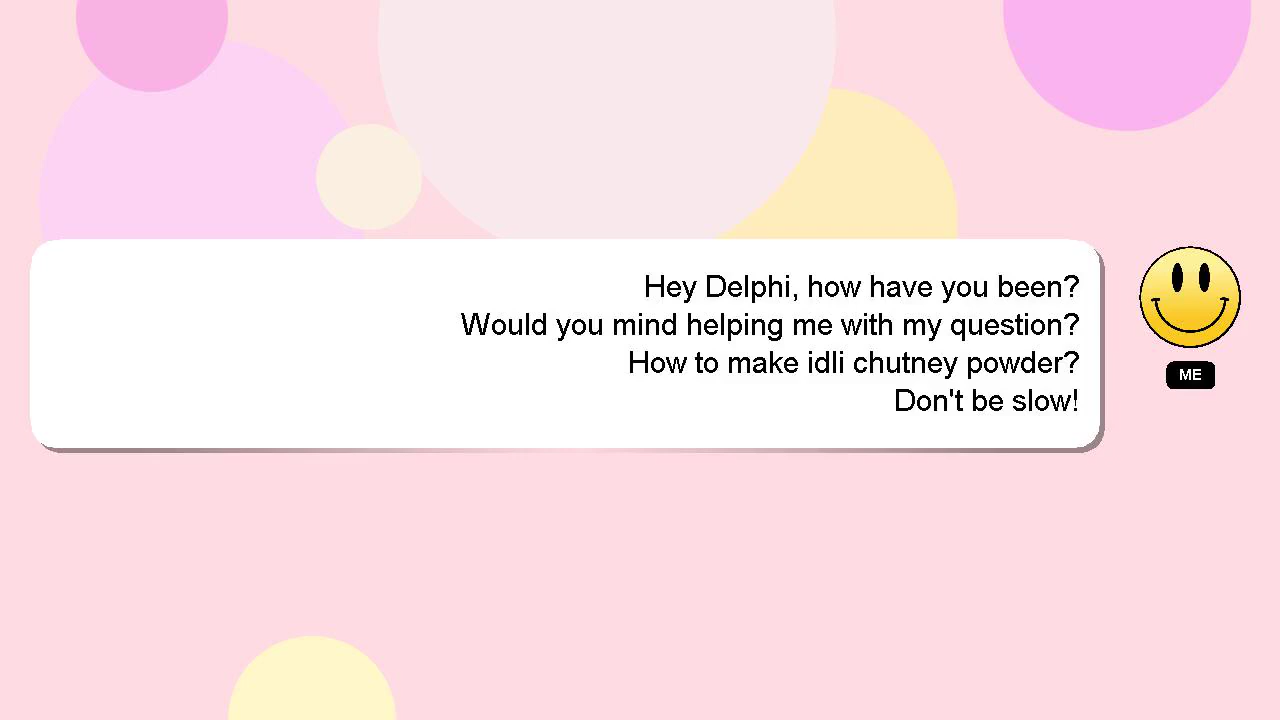 Hey Delphi, how have you been?
Would you mind helping me with my question?
How to make idli chutney powder?
Don't be slow!
ME